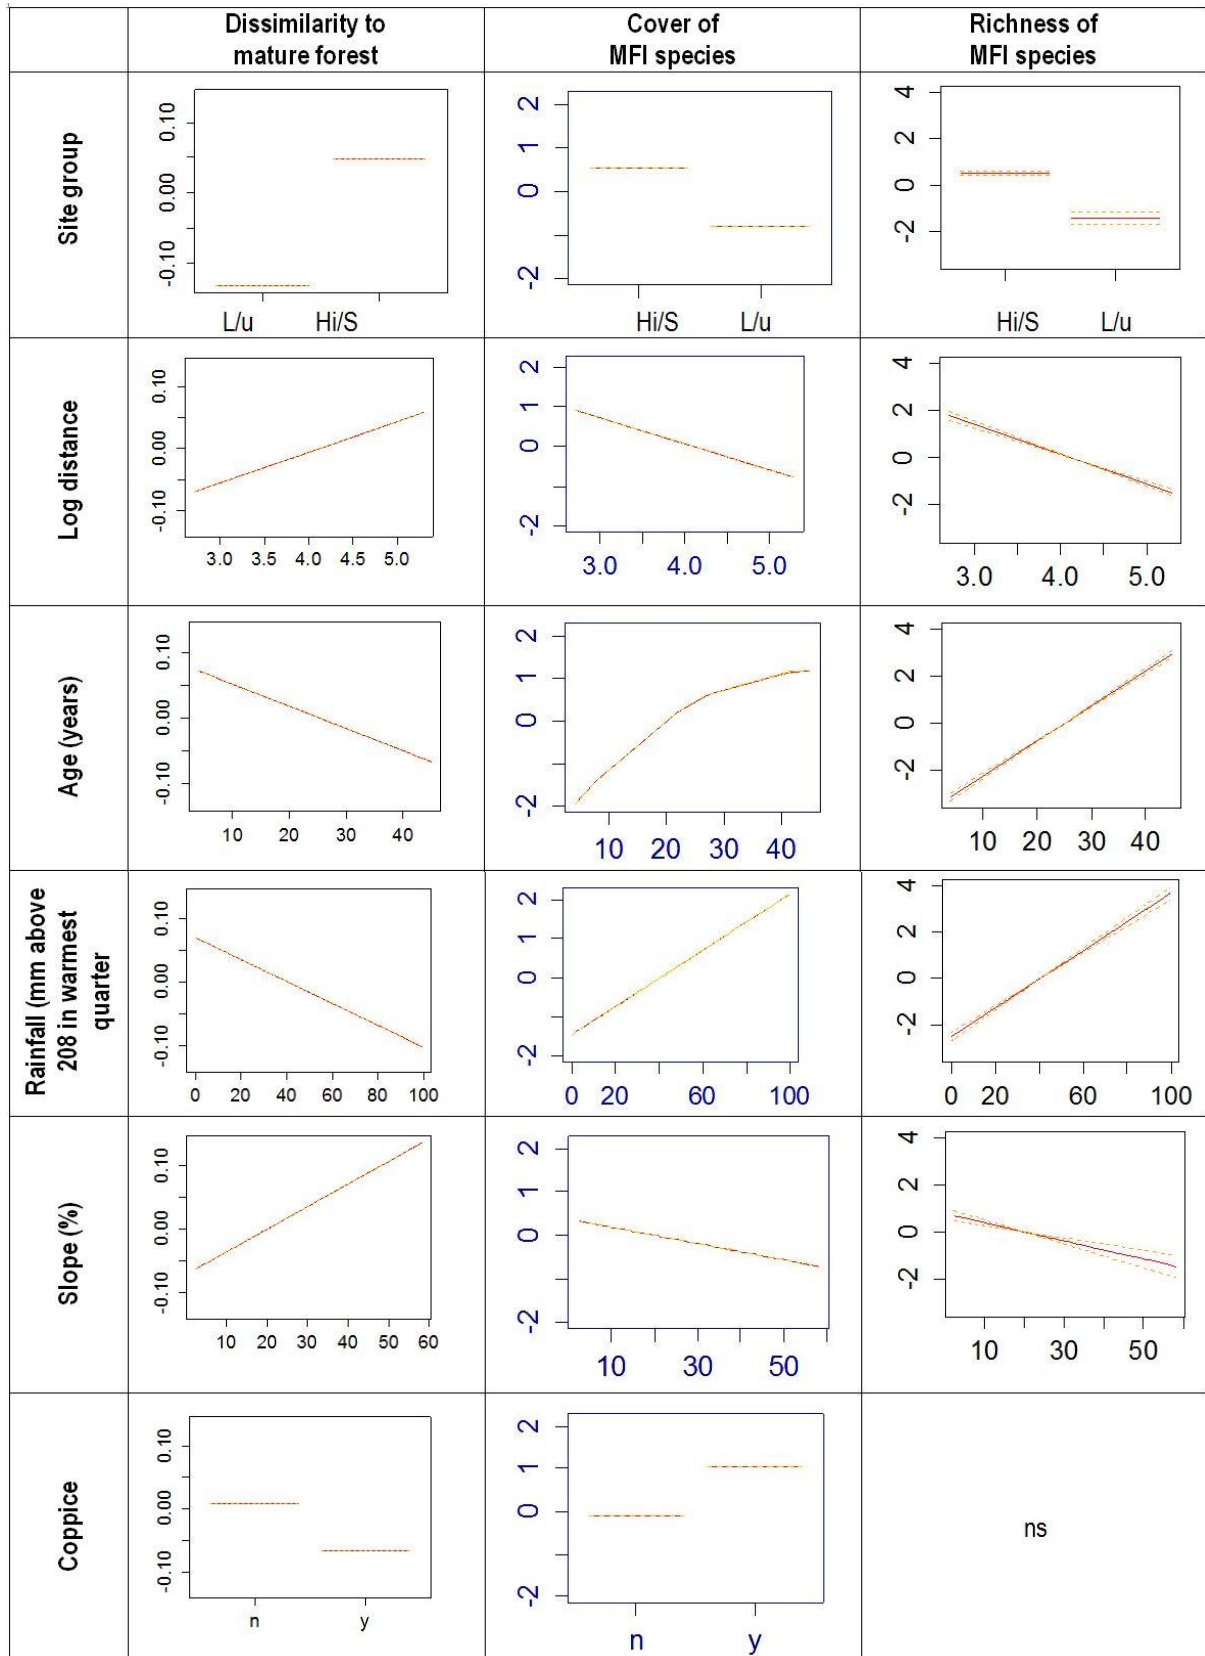 Dissimilarity to
mature forest
Cover of
MFI species
Richness of
MFI species
Site group
0.10
0.00
-0.10
L/u Hi/S
2
1
0
-2
Hi/S L/u
4
2
0
-2
Hi/S L/u
Log distance
0.10
0.00
-0.10
3.0 3.5 4.0 4.5 5.0
2
1
0
-2
3.0 4.0 5.0
4
2
0
-2
3.0 4.0 5.0
Age (years)
0.10
0.00
-0.10
10 20 30 40
2
1
0
-2
10 20 30 40
4
2
0
-2
10 20 30 40
Rainfall (mm above
208 in warmest
quarter
0.10
0.00
-0.10
0 20 40 60 80 100
2
1
0
-2
0 20 60 100
4
2
0
-2
0 20 60 100
Slope (%)
0.10
0.00
-0.10
10 20 30 40 50 60
2
1
0
-2
10 30 50
4
2
0
-2
10 30 50
Coppice
0.10
0.00
-0.10
n y
2
1
0
-2
n y
ns